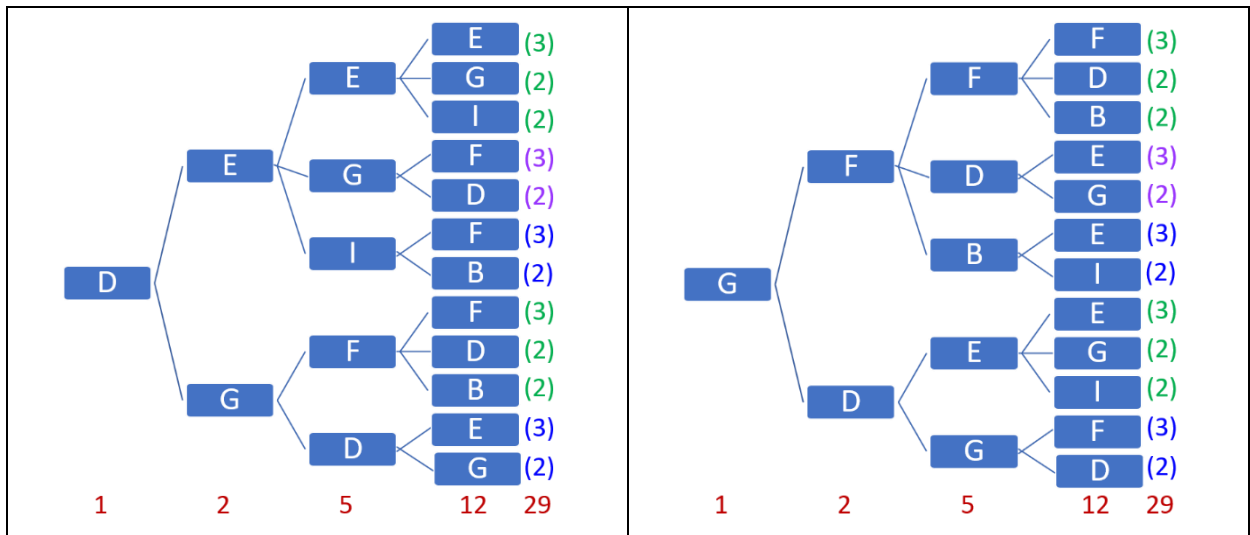 E (3)
E G (2)
I (2)
E F (3)
G D (2)
I F (3)
D B (2)
F (3)
F D (2)
G B (2)
D E (3)
G (2)
1 2 5 12 29
F (3)
F D (2)
B (2)
F E (3)
D G (2)
B E (3)
G I (2)
E (3)
E G (2)
D I (2)
G F (3)
D (2)
1 2 5 12 29